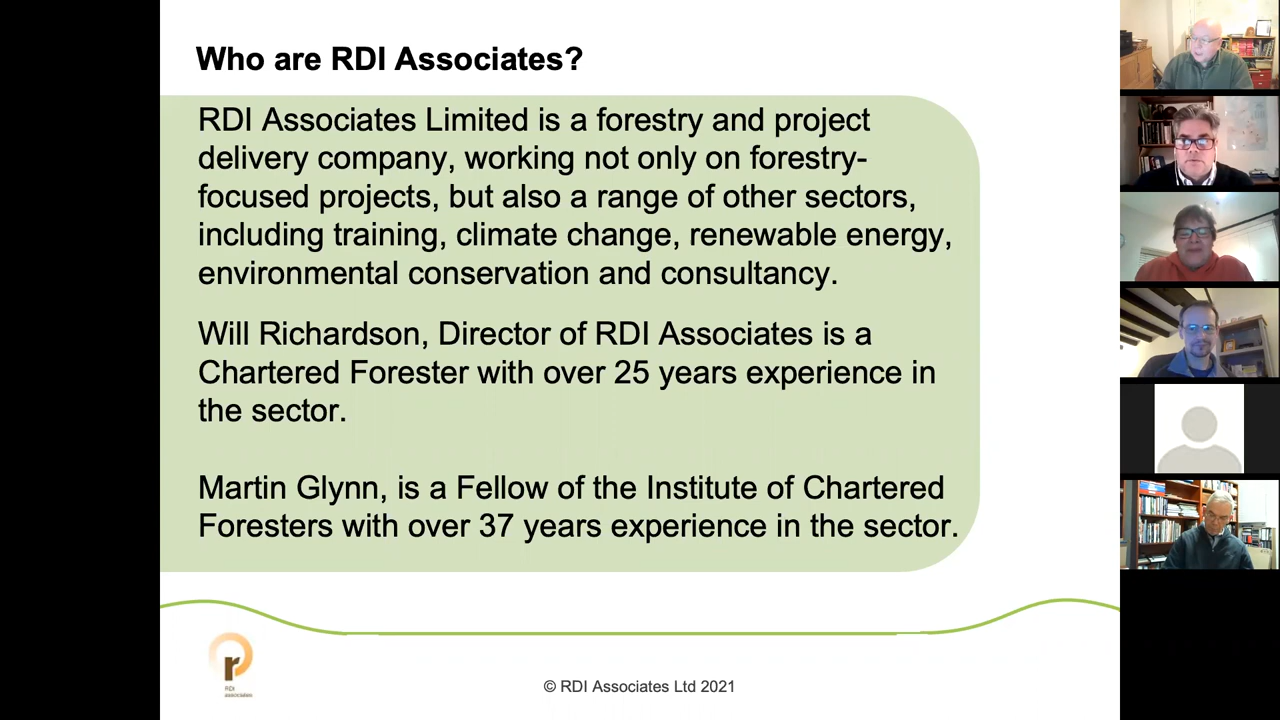 Who are RDI Associates?
RDI Associates Limited is a forestry and project
delivery company, working not only on forestry-
focused projects, but also a range of other sectors,
including training, climate change, renewable energy,
environmental conservation and consultancy.
Will Richardson, Director of RDI Associates is a
Chartered Forester with over 25 years experience in
the sector.
Martin Glynn, is a Fellow of the Institute of Chartered
Foresters with over 37 years experience in the sector.
r
RDI
associates
© RDI Associates Ltd 2021